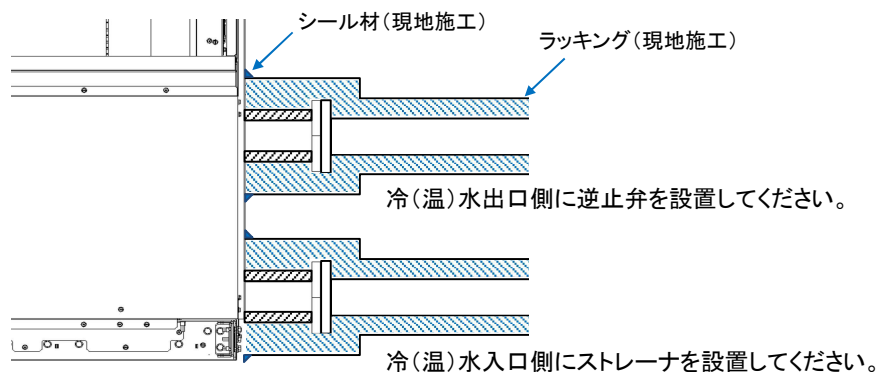 シール材（現地施工）
ラッキング（現地施工）
冷（温）水出口側に逆止弁を設置してください。
冷（温）水入口側にストレーナを設置してください。